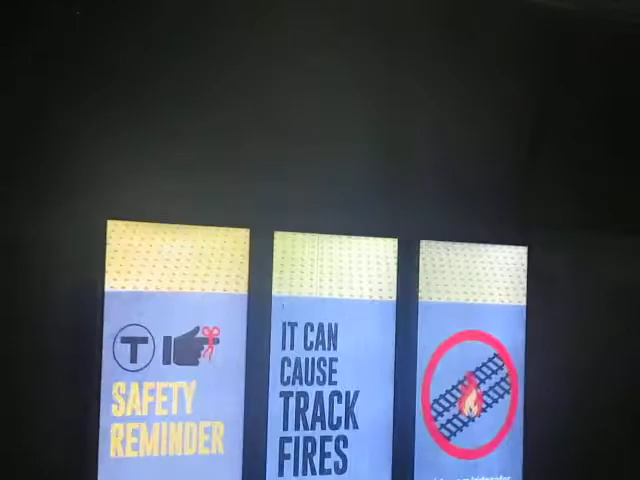 T
SAFETY
REMINDER
IT CAN
CAUSE
TRACK
FIRES